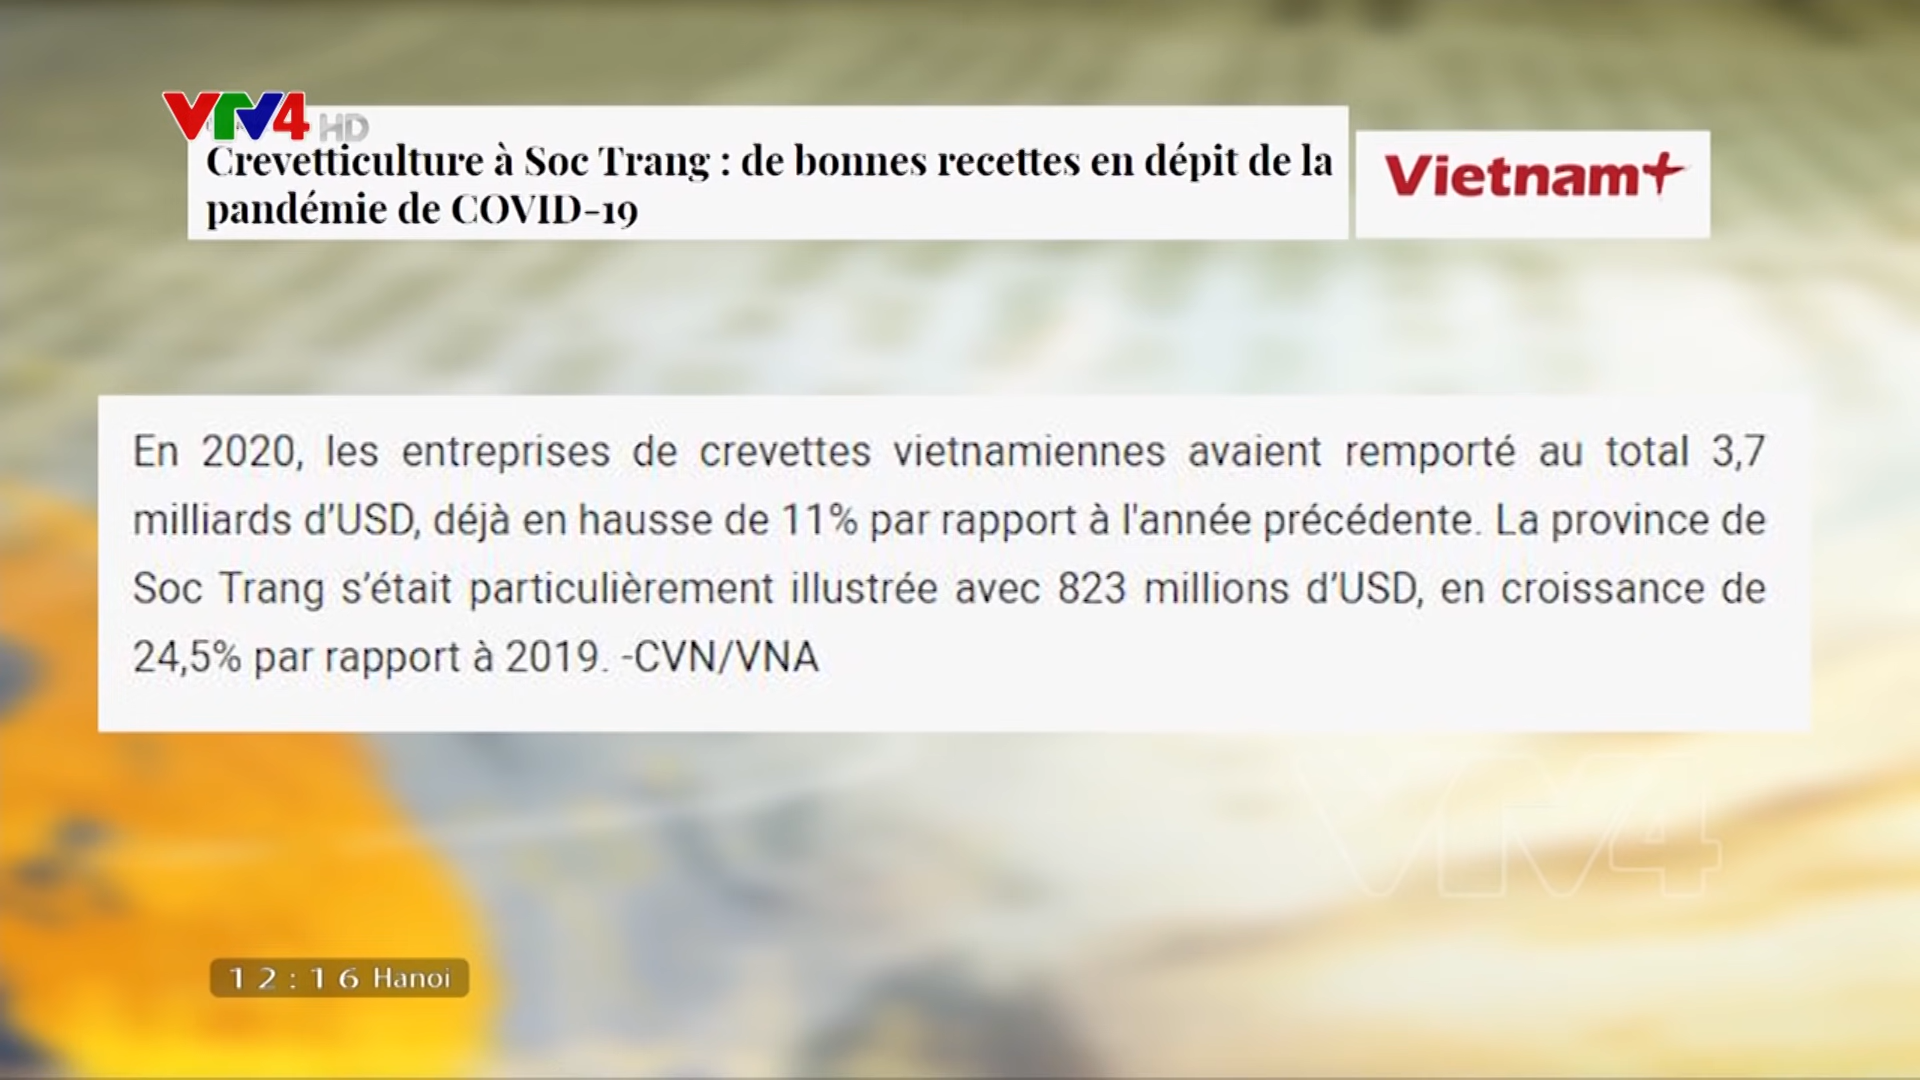 VTV4 HD
Crevetticulture à Soc Trang : de bonnes recettes en dépit de la
pandémie de COVID-19
Vietnam+
En 2020, les entreprises de crevettes vietnamiennes avaient remporté au total 3,7
milliards d’USD, déjà en hausse de 11% par rapport à l'année précédente. La province de
Soc Trang s’était particulièrement illustrée avec 823 millions d’USD, en croissance de
24,5% par rapport à 2019. -CVN/VNA
VTV4
12:16 Hanoi